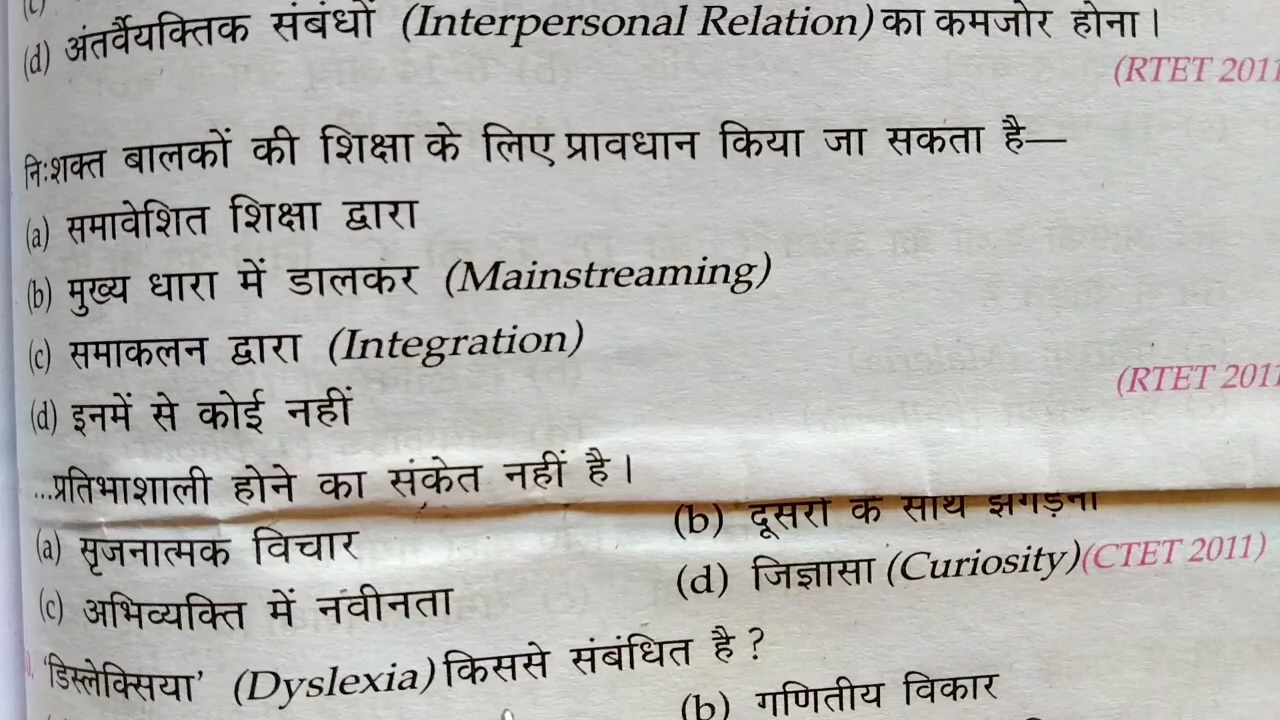 (d) अंतर्वैयक्तिक संबंधों (Interpersonal Relation) का कमजोर होना।
(RTET 2011
निःशक्त बालकों की शिक्षा के लिए प्रावधान किया जा सकता है—
(a) समावेशित शिक्षा द्वारा
(b) मुख्य धारा में डालकर (Mainstreaming)
(c) समाकलन द्वारा (Integration)
(d) इनमें से कोई नहीं
(RTET 2011
...प्रतिभाशाली होने का संकेत नहीं है।
(a) सृजनात्मक विचार
(b) दूसरों के साथ झगड़ना
(c) अभिव्यक्ति में नवीनता
(d) जिज्ञासा (Curiosity) (CTET 2011)
'डिस्लेक्सिया' (Dyslexia) किससे संबंधित है ?
(b) गणितीय विकार